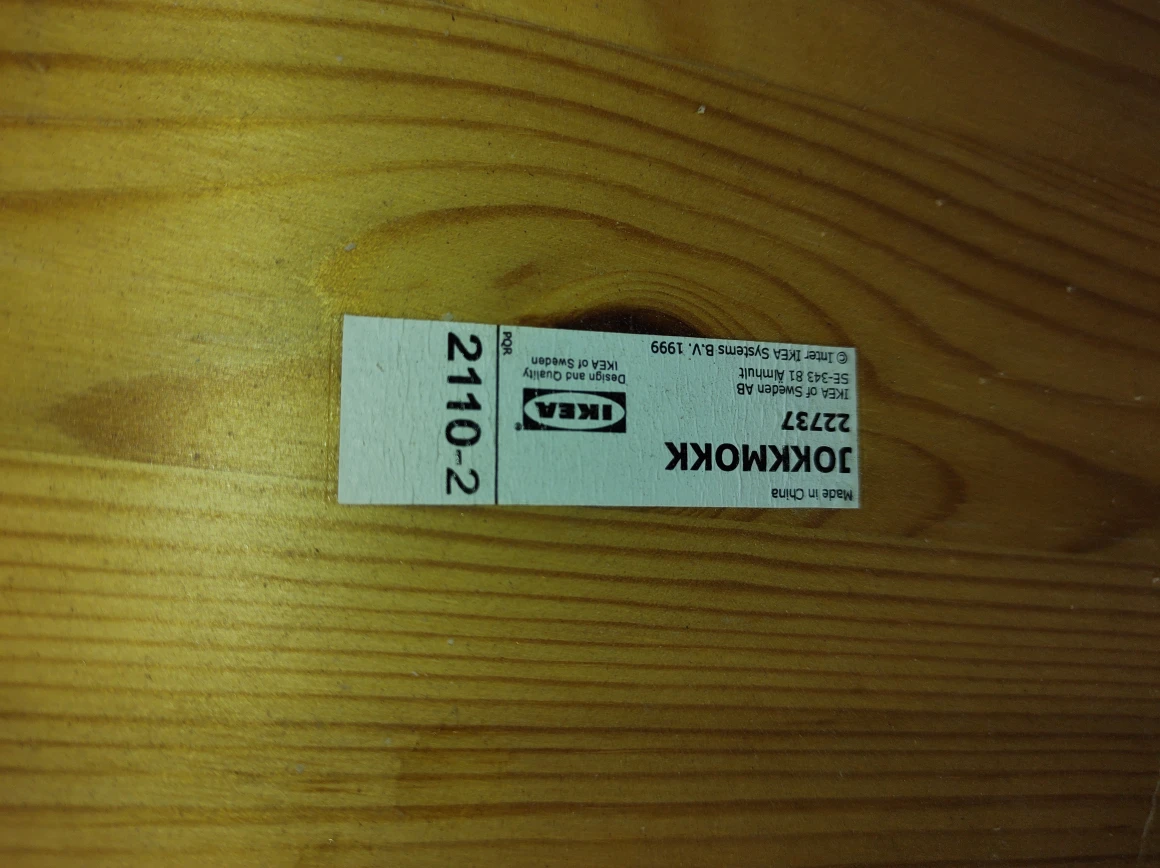 Made in China
JOKKMOKK
22737
IKEA of Sweden AB
SE-343 81 Älmhult
© Inter IKEA Systems B.V. 1999
IKEA®
Design and Quality
IKEA of Sweden
PQR
2110-2